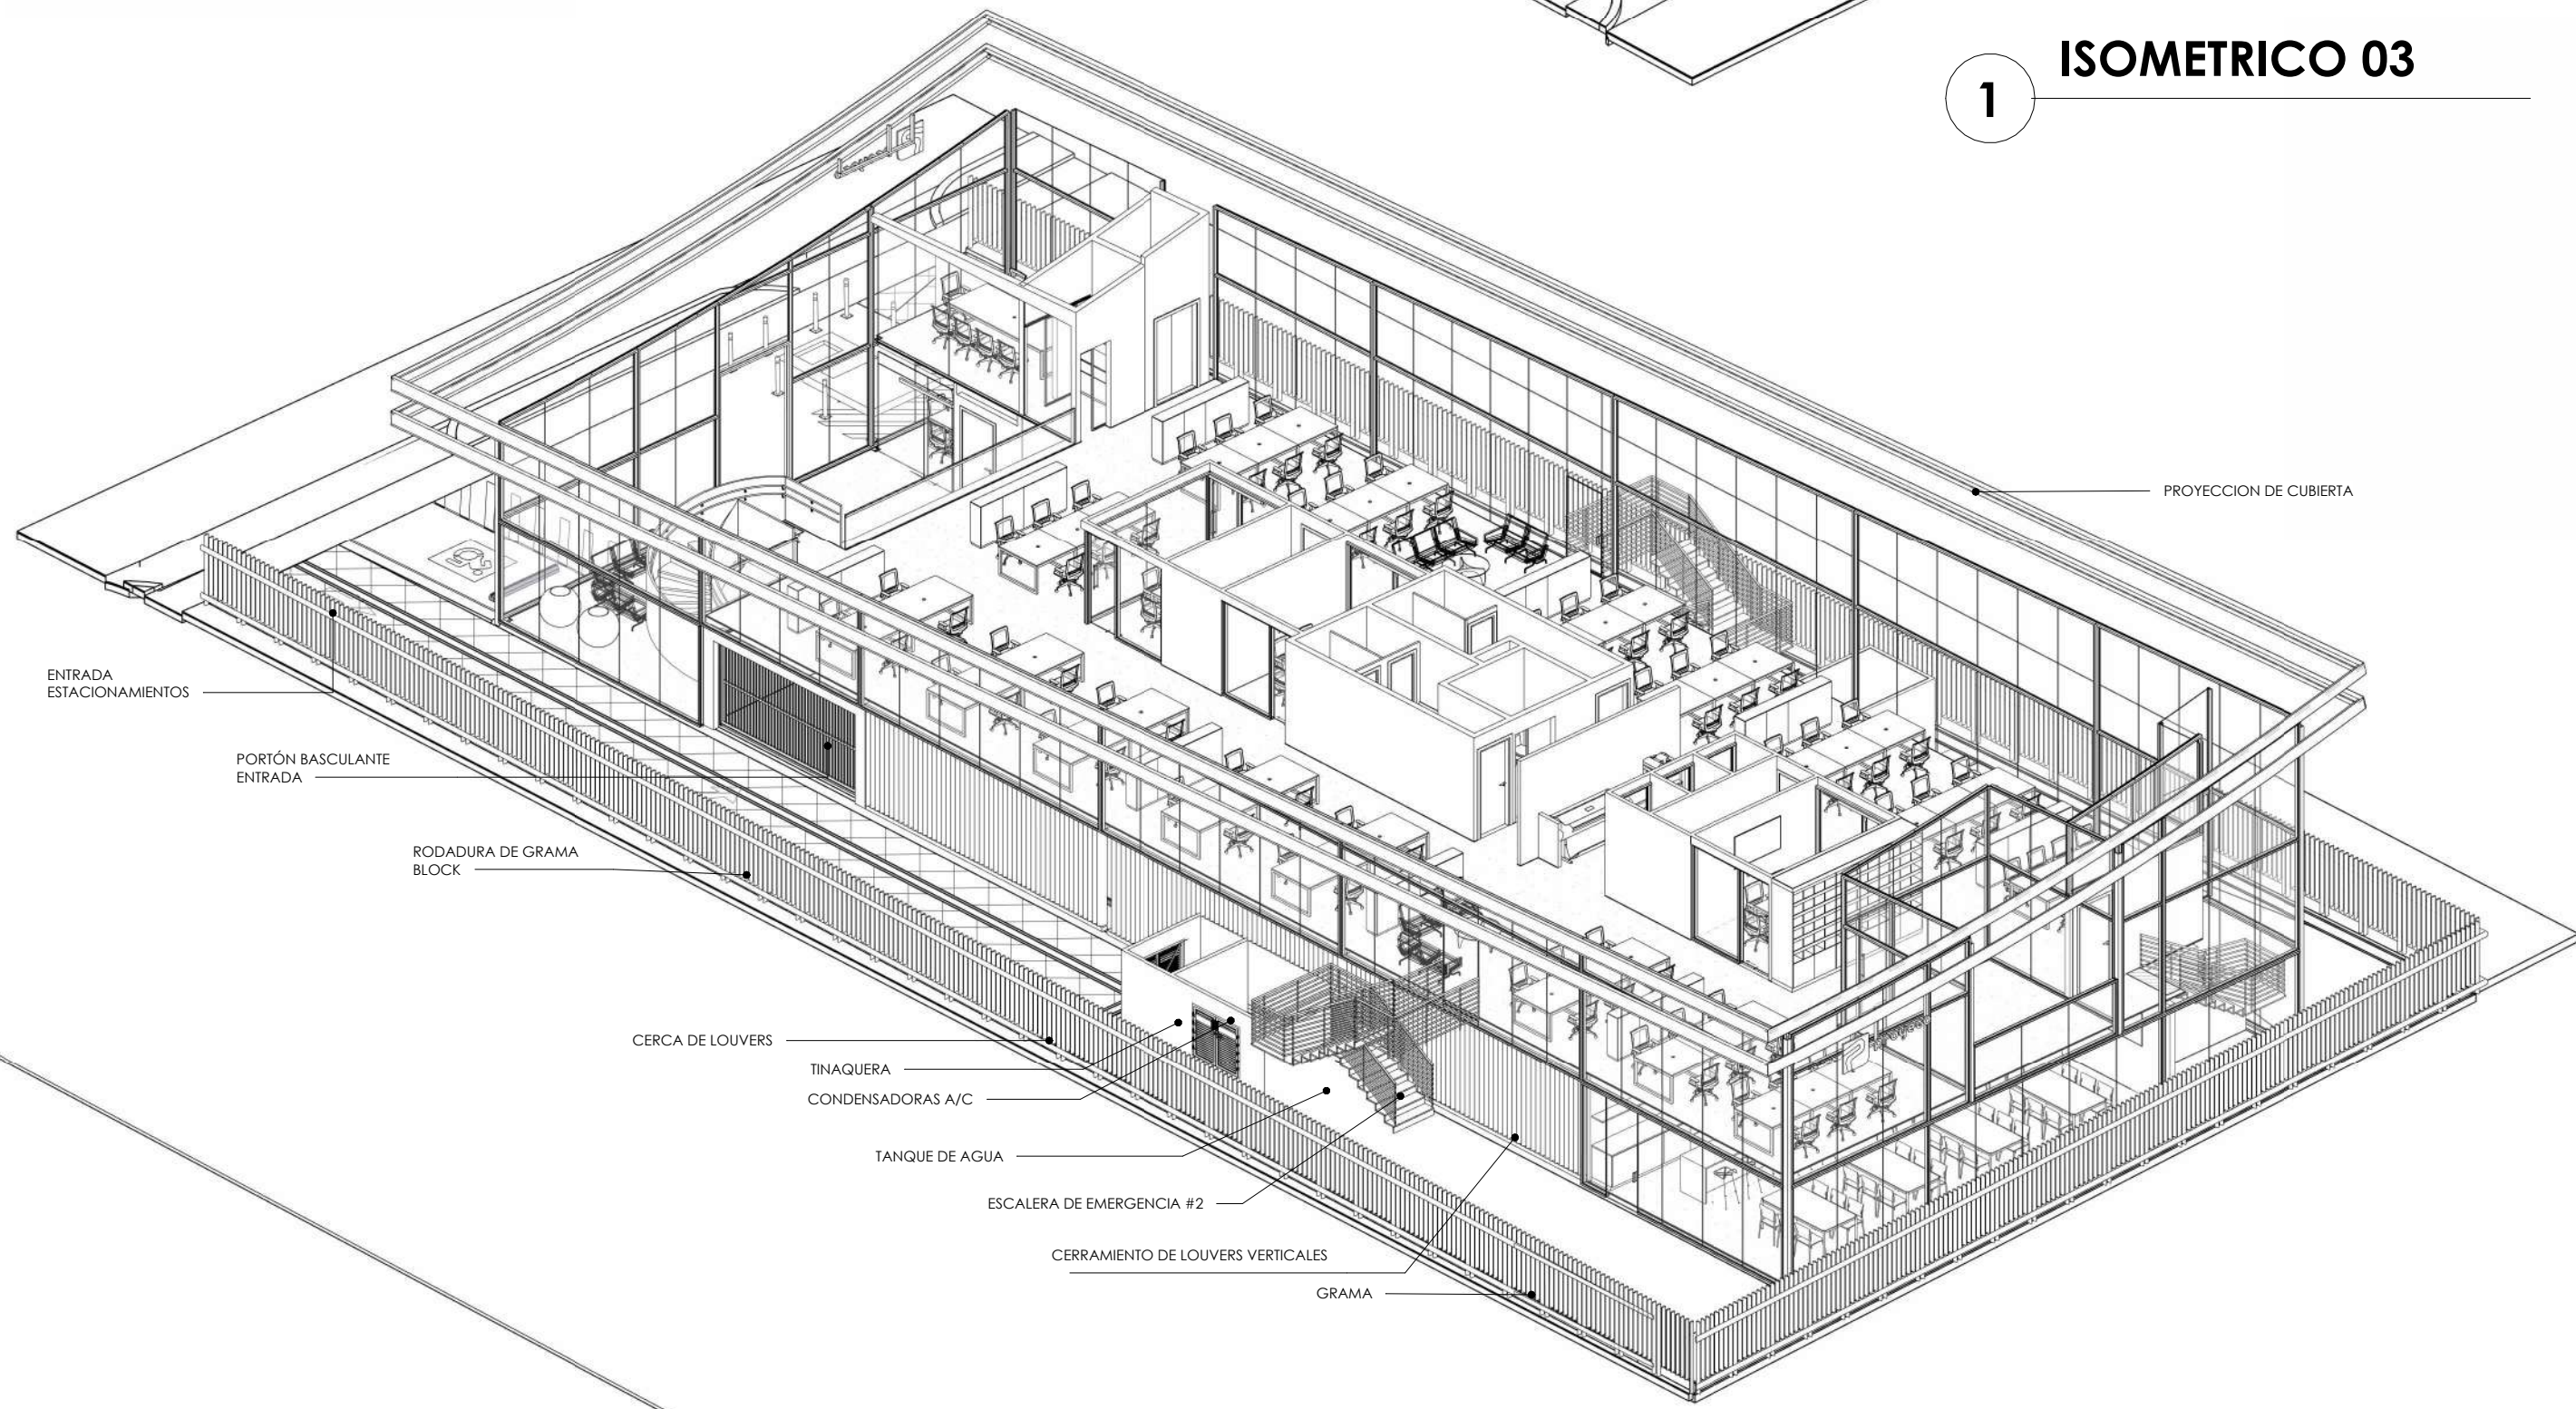 ISOMETRICO 03
1
PROYECCION DE CUBIERTA
ENTRADA
ESTACIONAMIENTOS
PORTÓN BASCULANTE
ENTRADA
RODADURA DE GRAMA
BLOCK
CERCA DE LOUVERS
TINAQUERA
CONDENSADORAS A/C
TANQUE DE AGUA
ESCALERA DE EMERGENCIA #2
CERRAMIENTO DE LOUVERS VERTICALES
GRAMA